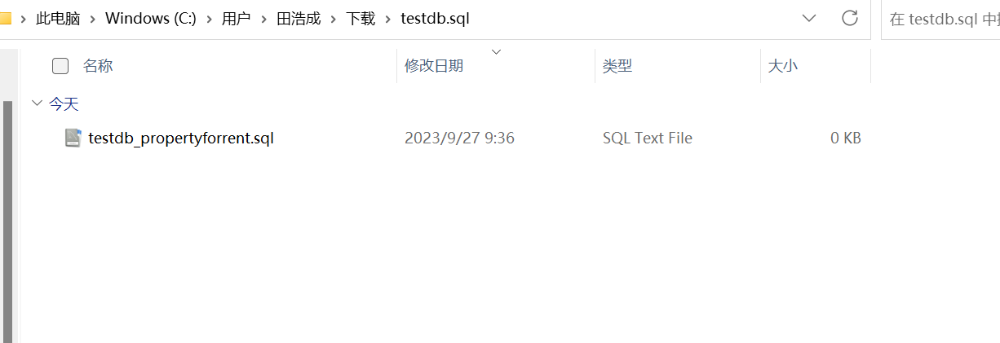 此电脑 > Windows (C:) > 用户 > 田浩成 > 下载 > testdb.sql
在 testdb.sql 中
名称 修改日期 类型 大小
今天
testdb_propertyforrent.sql 2023/9/27 9:36 SQL Text File 0 KB